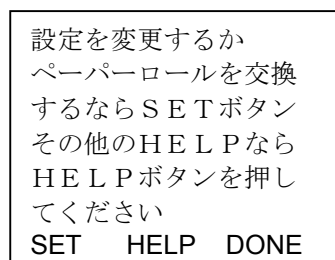 設定を変更するか
ペーパーロールを交換
するならＳＥＴボタン
その他のＨＥＬＰなら
ＨＥＬＰボタンを押し
てください
SET HELP DONE